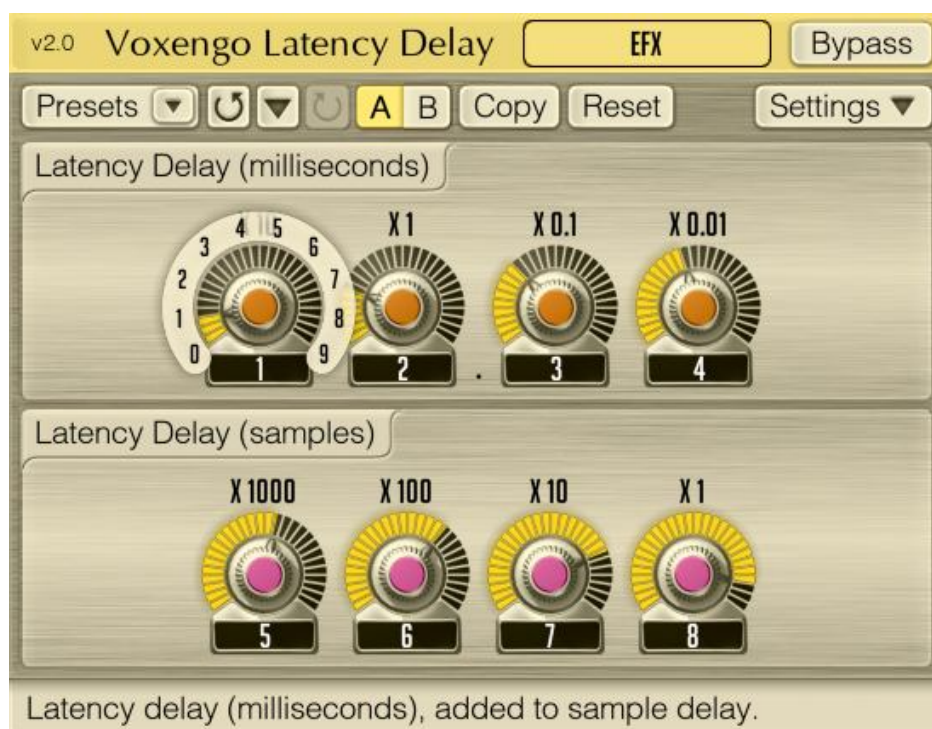 v2.0 Voxengo Latency Delay EFX Bypass
Presets A B Copy Reset Settings
Latency Delay (milliseconds)
X 1 X 0.1 X 0.01
0 1 2 3 4 5 6 7 8 9
1 2 . 3 4
Latency Delay (samples)
X 1000 X 100 X 10 X 1
5 6 7 8
Latency delay (milliseconds), added to sample delay.